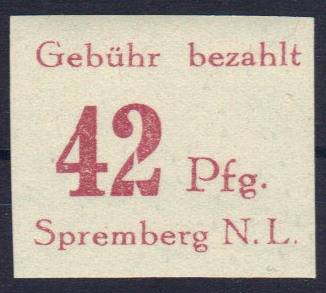 Gebühr bezahlt
42 Pfg.
Spremberg N.L.